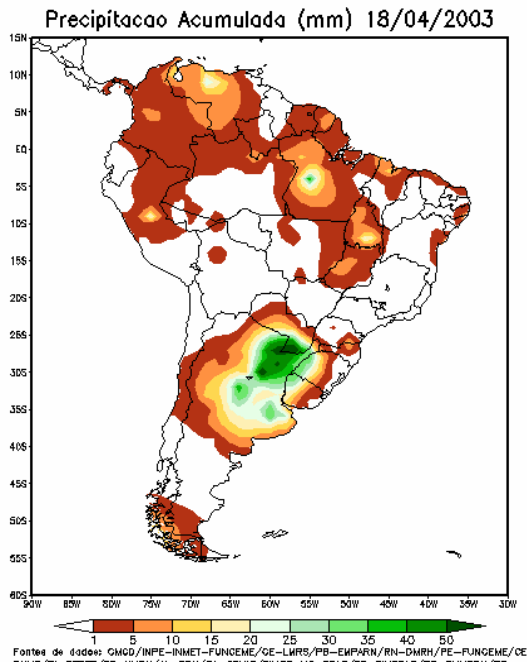 Precipitacao Acumulada (mm) 18/04/2003
15N
10N
5N
EQ
5S
10S
15S
20S
25S
30S
35S
40S
45S
50S
55S
60S
90W 85W 80W 75W 70W 65W 60W 55W 50W 45W 40W 35W 30W
1 5 10 15 20 25 30 35 40 50
Fontes de dados: CMCD/INPE-INMET-FUNCEME/CE-LMRS/PB-EMPARN/RN-DMRH/PE-FUNCEME/CE